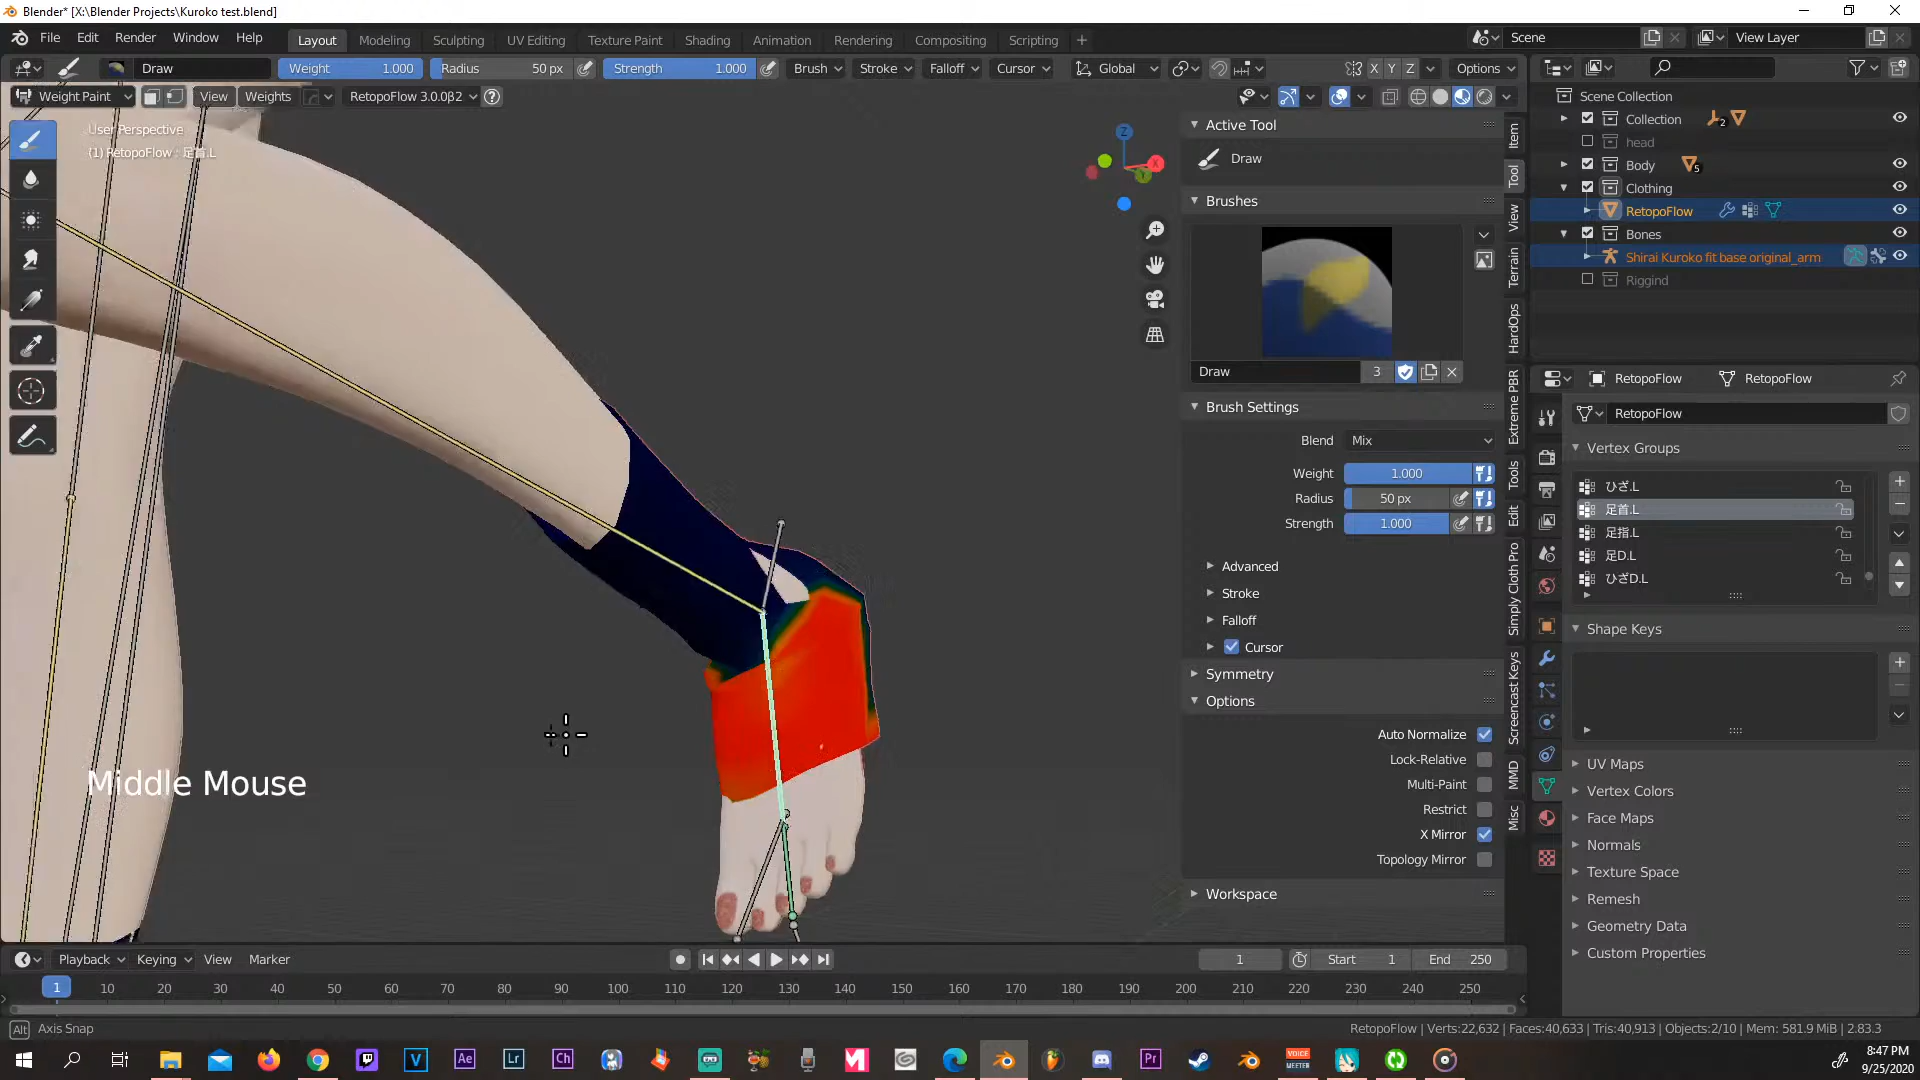 Blender* [X:\Blender Projects\Kuroko test.blend]
File Edit Render Window Help Layout Modeling Sculpting UV Editing Texture Paint Shading Animation Rendering Compositing Scripting + Scene View Layer
Draw Weight 1.000 Radius 50 px Strength 1.000 Brush Stroke Falloff Cursor Global X Y Z Options
Weight Paint View Weights RetopoFlow 3.0.0β2
User Perspective
(1) RetopoFlow : 足首.L
Z
X
Y
Middle Mouse
Active Tool
Draw
Brushes
Draw 3
Brush Settings
Blend Mix
Weight 1.000
Radius 50 px
Strength 1.000
Advanced
Stroke
Falloff
Cursor
Symmetry
Options
Auto Normalize
Lock-Relative
Multi-Paint
Restrict
X Mirror
Topology Mirror
Workspace
Item
Tool
View
Terrain
HardOps
Extreme PBR
Tools
Edit
Simply Cloth Pro
Screencast Keys
MMD
Misc
Scene Collection
Collection 2
head
Body 5
Clothing
RetopoFlow
Bones
Shirai Kuroko fit base original_arm
Riggind
RetopoFlow RetopoFlow
RetopoFlow
Vertex Groups
ひざ.L
足首.L
足指.L
足D.L
ひざD.L
Shape Keys
UV Maps
Vertex Colors
Face Maps
Normals
Texture Space
Remesh
Geometry Data
Custom Properties
Playback Keying View Marker 1 Start 1 End 250
1 10 20 30 40 50 60 70 80 90 100 110 120 130 140 150 160 170 180 190 200 210 220 230 240 250
Alt Axis Snap RetopoFlow | Verts:22,632 | Faces:40,633 | Tris:40,913 | Objects:2/10 | Mem: 581.9 MiB | 2.83.3
V Ae Lr Ch Pr VOICE MEETER
8:47 PM
9/25/2020